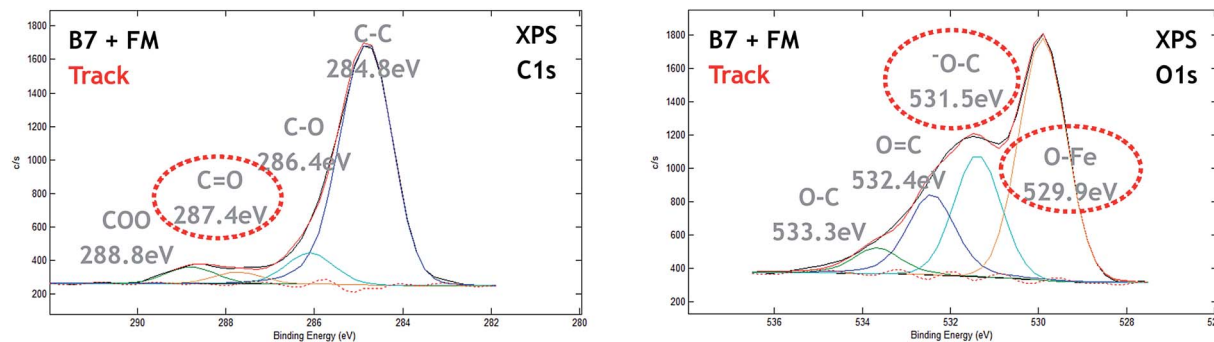 B7 + FM
Track
XPS
C1s
C-C
284.8eV
C-O
286.4eV
C=O
287.4eV
COO
288.8eV
c/s
1800
1600
1400
1200
1000
800
600
400
200
290
288
286
284
282
280
Binding Energy (eV)
B7 + FM
Track
XPS
O1s
⁻O-C
531.5eV
O=C
532.4eV
O-Fe
529.9eV
O-C
533.3eV
c/s
1800
1600
1400
1200
1000
800
600
400
200
536
534
532
530
528
Binding Energy (eV)